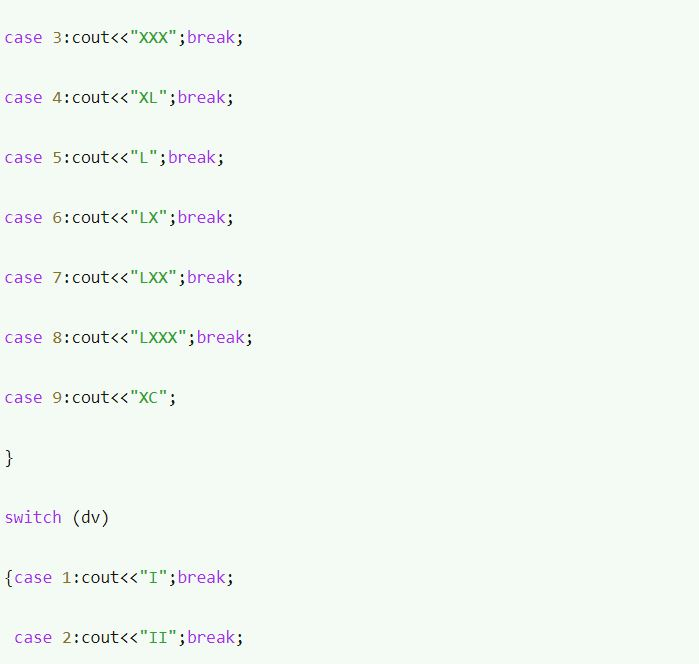 case 3:cout<<"XXX";break;
case 4:cout<<"XL";break;
case 5:cout<<"L";break;
case 6:cout<<"LX";break;
case 7:cout<<"LXX";break;
case 8:cout<<"LXXX";break;
case 9:cout<<"XC";
}
switch (dv)
{case 1:cout<<"I";break;
 case 2:cout<<"II";break;